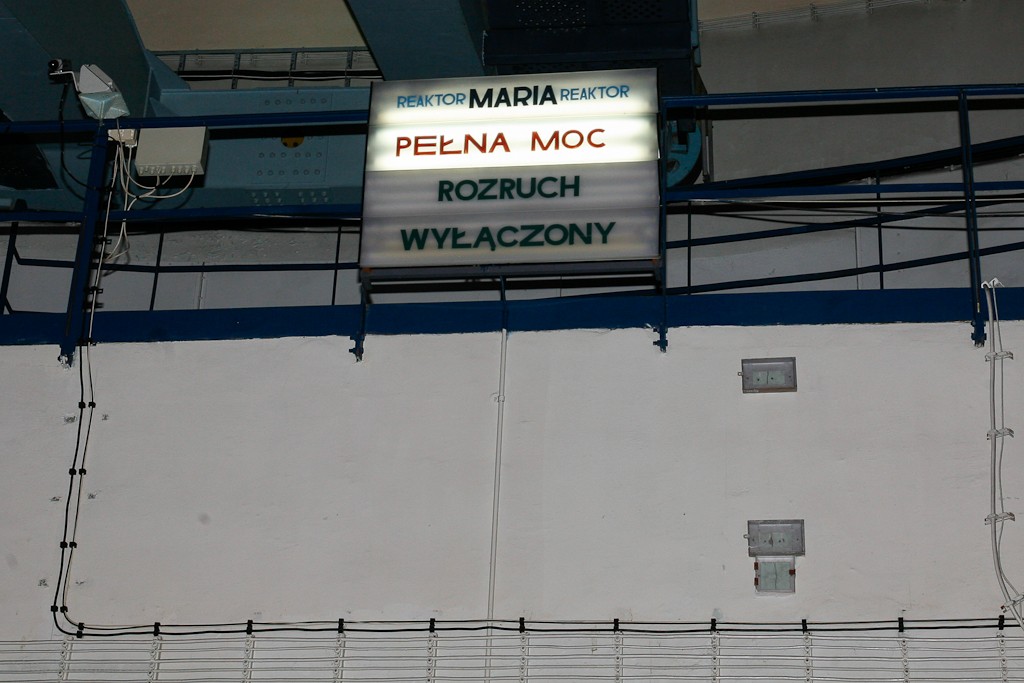 REAKTOR MARIA REAKTOR
PEŁNA MOC
ROZRUCH
WYŁĄCZONY